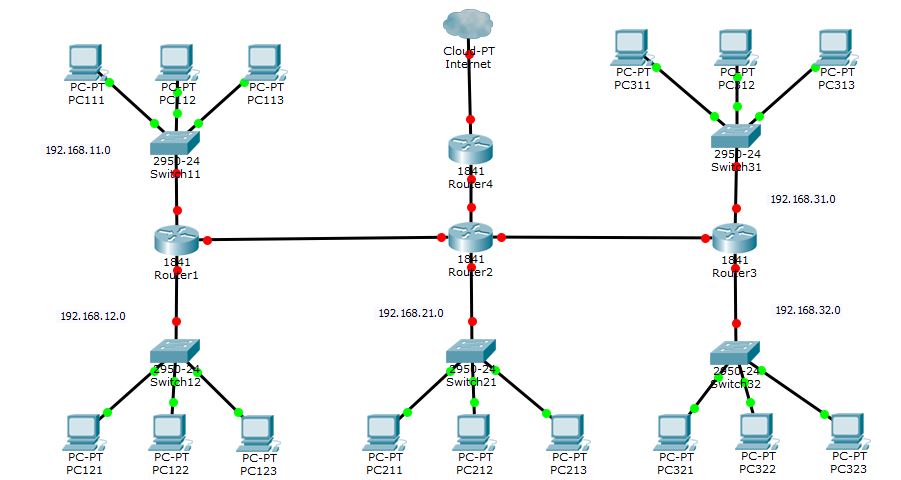 Cloud-PT
Internet
PC-PT
PC111
PC-PT
PC112
PC-PT
PC113
PC-PT
PC311
PC-PT
PC312
PC-PT
PC313
192.168.11.0
2950-24
Switch11
1841
Router4
2950-24
Switch31
192.168.31.0
1841
Router1
1841
Router2
1841
Router3
192.168.12.0
192.168.21.0
192.168.32.0
2950-24
Switch12
2950-24
Switch21
2950-24
Switch32
PC-PT
PC121
PC-PT
PC122
PC-PT
PC123
PC-PT
PC211
PC-PT
PC212
PC-PT
PC213
PC-PT
PC321
PC-PT
PC322
PC-PT
PC323